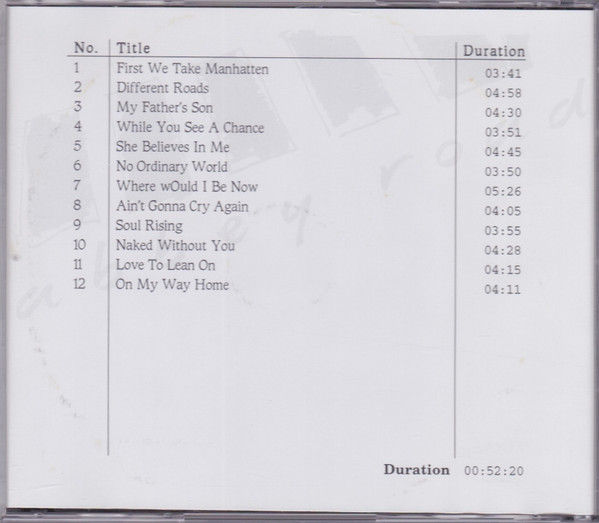 No. Title Duration
1 First We Take Manhatten 03:41
2 Different Roads 04:58
3 My Father's Son 04:30
4 While You See A Chance 03:51
5 She Believes In Me 04:45
6 No Ordinary World 03:50
7 Where wOuld I Be Now 05:26
8 Ain't Gonna Cry Again 04:05
9 Soul Rising 03:55
10 Naked Without You 04:28
11 Love To Lean On 04:15
12 On My Way Home 04:11
abbey road
Duration 00:52:20